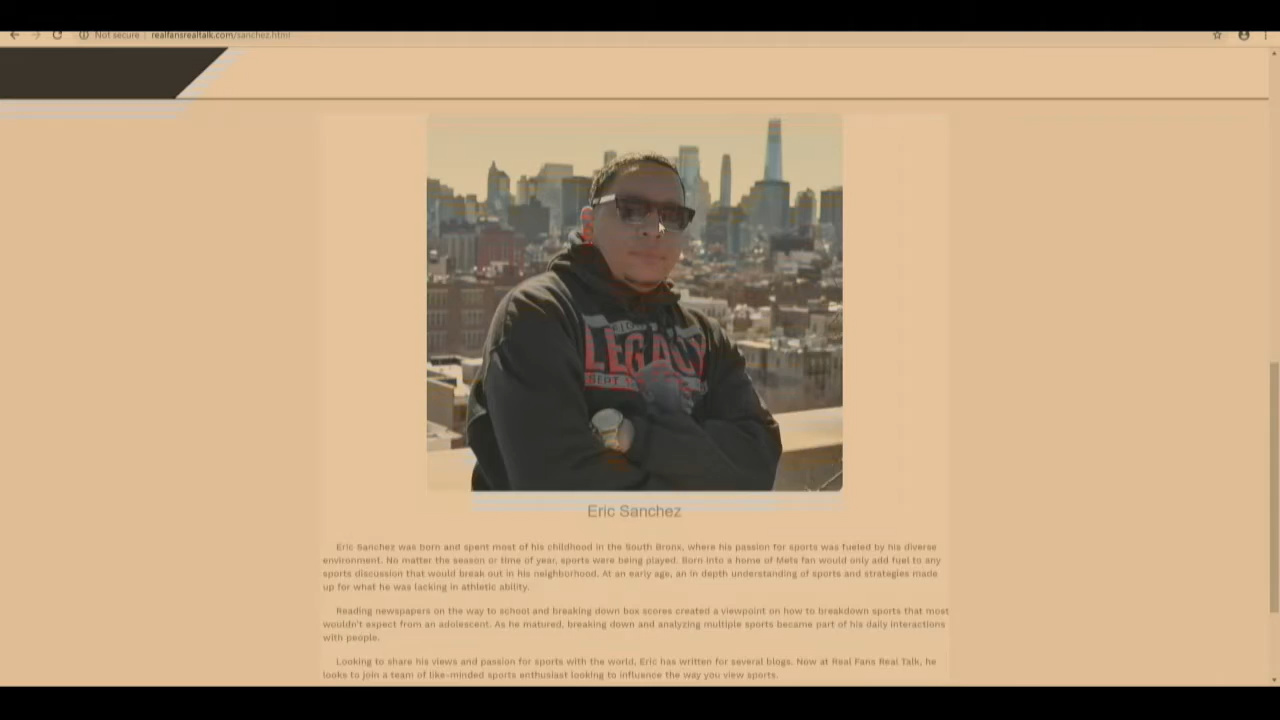 Not secure realfansrealtalk.com/sanchez.html
LEGACY
SEPT
Eric Sanchez
Eric Sanchez was born and spent most of his childhood in the South Bronx, where his passion for sports was fueled by his diverse
environment. No matter the season or time of year, sports were being played. Born into a home of Mets fan would only add fuel to any
sports discussion that would break out in his neighborhood. At an early age, an in depth understanding of sports and strategies made
up for what he was lacking in athletic ability.
Reading newspapers on the way to school and breaking down box scores created a viewpoint on how to breakdown sports that most
wouldn't expect from an adolescent. As he matured, breaking down and analyzing multiple sports became part of his daily interactions
with people.
Looking to share his views and passion for sports with the world, Eric has written for several blogs. Now at Real Fans Real Talk, he
looks to join a team of like-minded sports enthusiast looking to influence the way you view sports.